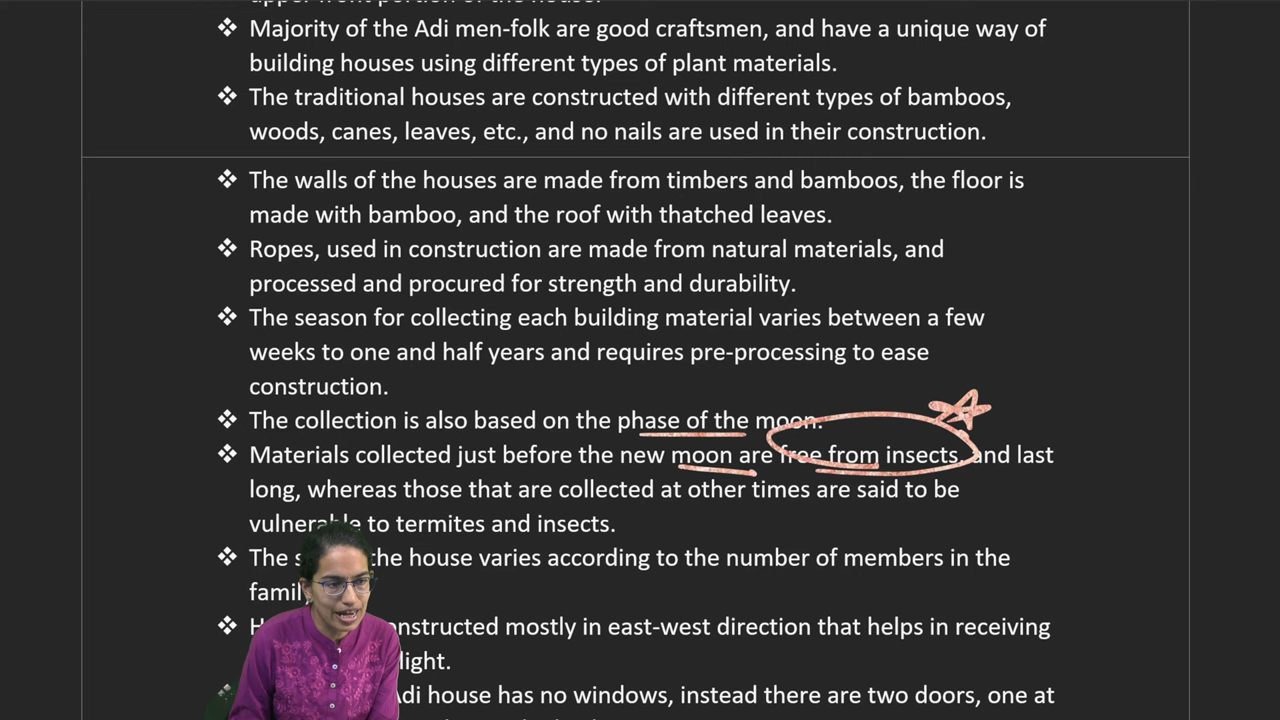 upper front portion of the house.
❖ Majority of the Adi men-folk are good craftsmen, and have a unique way of
building houses using different types of plant materials.
❖ The traditional houses are constructed with different types of bamboos,
woods, canes, leaves, etc., and no nails are used in their construction.
❖ The walls of the houses are made from timbers and bamboos, the floor is
made with bamboo, and the roof with thatched leaves.
❖ Ropes, used in construction are made from natural materials, and
processed and procured for strength and durability.
❖ The season for collecting each building material varies between a few
weeks to one and half years and requires pre-processing to ease
construction.
❖ The collection is also based on the phase of the moon.
❖ Materials collected just before the new moon are free from insects, and last
long, whereas those that are collected at other times are said to be
vulnerable to termites and insects.
❖ The the house varies according to the number of members in the
famil
❖ constructed mostly in east-west direction that helps in receiving
light.
Adi house has no windows, instead there are two doors, one at